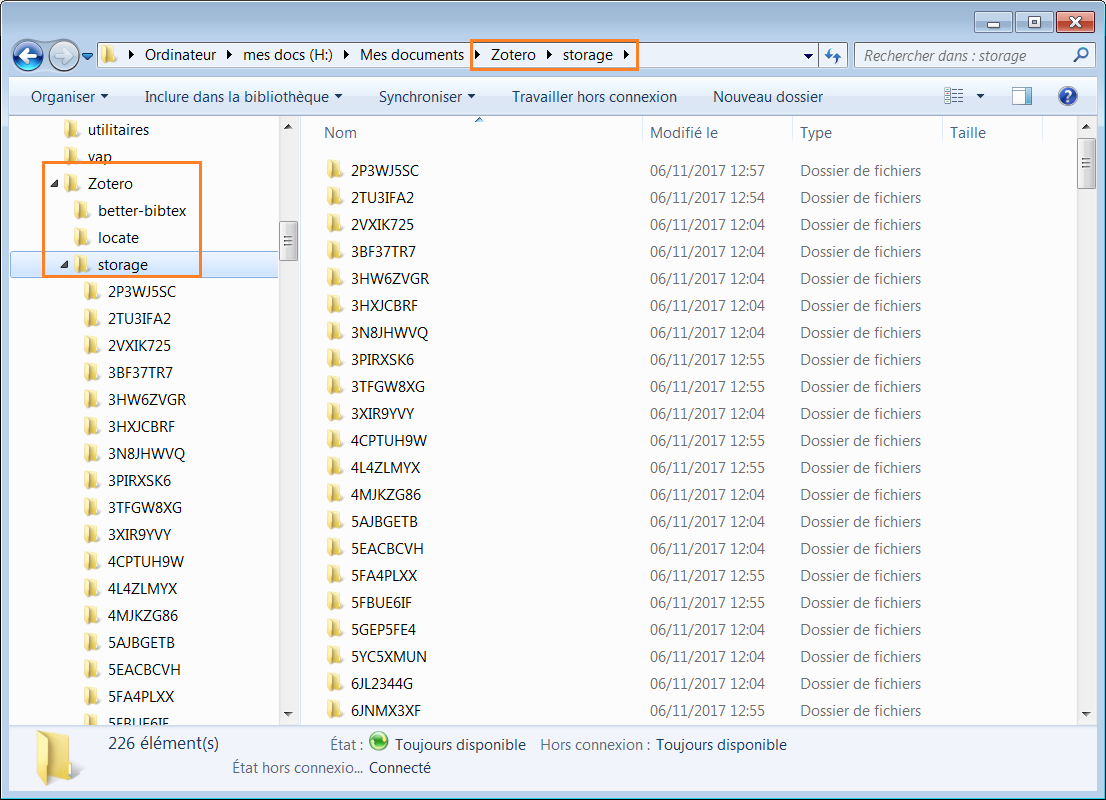 Ordinateur mes docs (H:) Mes documents Zotero storage
Rechercher dans : storage
Organiser Inclure dans la bibliothèque Synchroniser Travailler hors connexion Nouveau dossier
utilitaires
vap
Zotero
better-bibtex
locate
storage
2P3WJ5SC
2TU3IFA2
2VXIK725
3BF37TR7
3HW6ZVGR
3HXJCBRF
3N8JHWVQ
3PIRXSK6
3TFGW8XG
3XIR9YVY
4CPTUH9W
4L4ZLMYX
4MJKZG86
5AJBGETB
5EACBCVH
5FA4PLXX
5FBUE6IF
Nom Modifié le Type Taille
2P3WJ5SC 06/11/2017 12:57 Dossier de fichiers
2TU3IFA2 06/11/2017 12:54 Dossier de fichiers
2VXIK725 06/11/2017 12:04 Dossier de fichiers
3BF37TR7 06/11/2017 12:04 Dossier de fichiers
3HW6ZVGR 06/11/2017 12:04 Dossier de fichiers
3HXJCBRF 06/11/2017 12:04 Dossier de fichiers
3N8JHWVQ 06/11/2017 12:04 Dossier de fichiers
3PIRXSK6 06/11/2017 12:55 Dossier de fichiers
3TFGW8XG 06/11/2017 12:55 Dossier de fichiers
3XIR9YVY 06/11/2017 12:04 Dossier de fichiers
4CPTUH9W 06/11/2017 12:55 Dossier de fichiers
4L4ZLMYX 06/11/2017 12:55 Dossier de fichiers
4MJKZG86 06/11/2017 12:04 Dossier de fichiers
5AJBGETB 06/11/2017 12:04 Dossier de fichiers
5EACBCVH 06/11/2017 12:04 Dossier de fichiers
5FA4PLXX 06/11/2017 12:55 Dossier de fichiers
5FBUE6IF 06/11/2017 12:55 Dossier de fichiers
5GEP5FE4 06/11/2017 12:04 Dossier de fichiers
5YC5XMUN 06/11/2017 12:04 Dossier de fichiers
6JL2344G 06/11/2017 12:04 Dossier de fichiers
6JNMX3XF 06/11/2017 12:55 Dossier de fichiers
226 élément(s) État : Toujours disponible Hors connexion : Toujours disponible
État hors connexio... Connecté